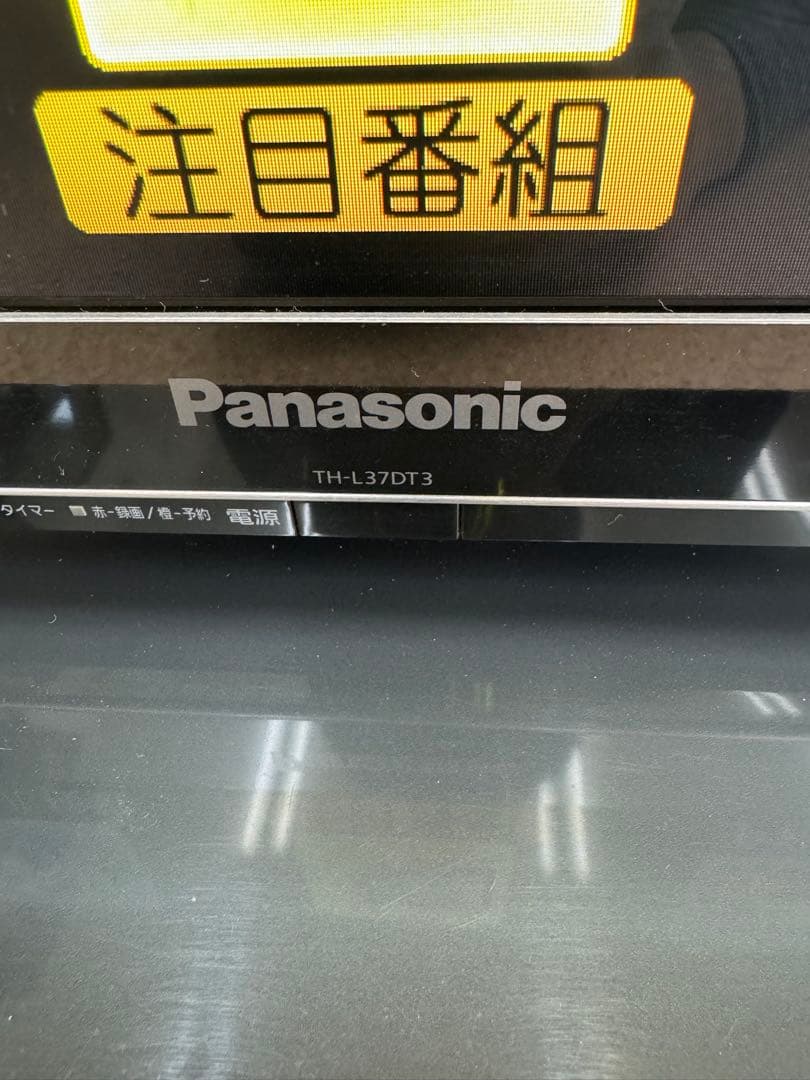 注目番組
Panasonic
TH-L37DT3
タイマー 赤-録画/橙-予約 電源